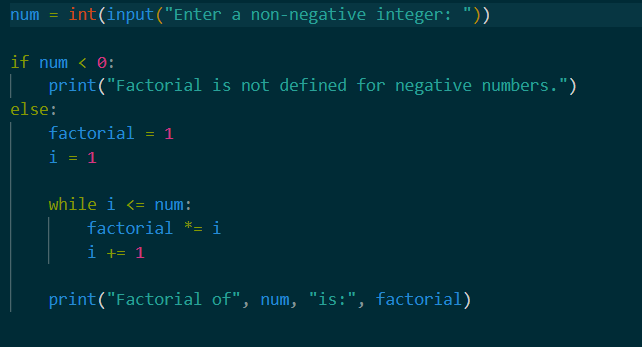 num = int(input("Enter a non-negative integer: "))
if num < 0:
    print("Factorial is not defined for negative numbers.")
else:
    factorial = 1
    i = 1
    while i <= num:
        factorial *= i
        i += 1
    print("Factorial of", num, "is:", factorial)